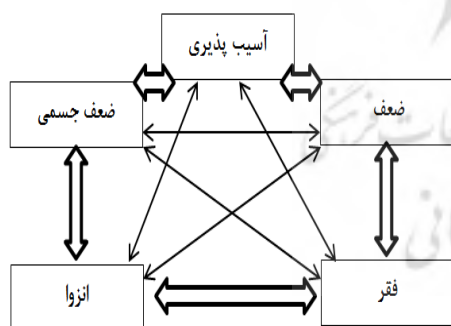 آسیب پذیری
ضعف
ضعف جسمی
فقر
انزوا